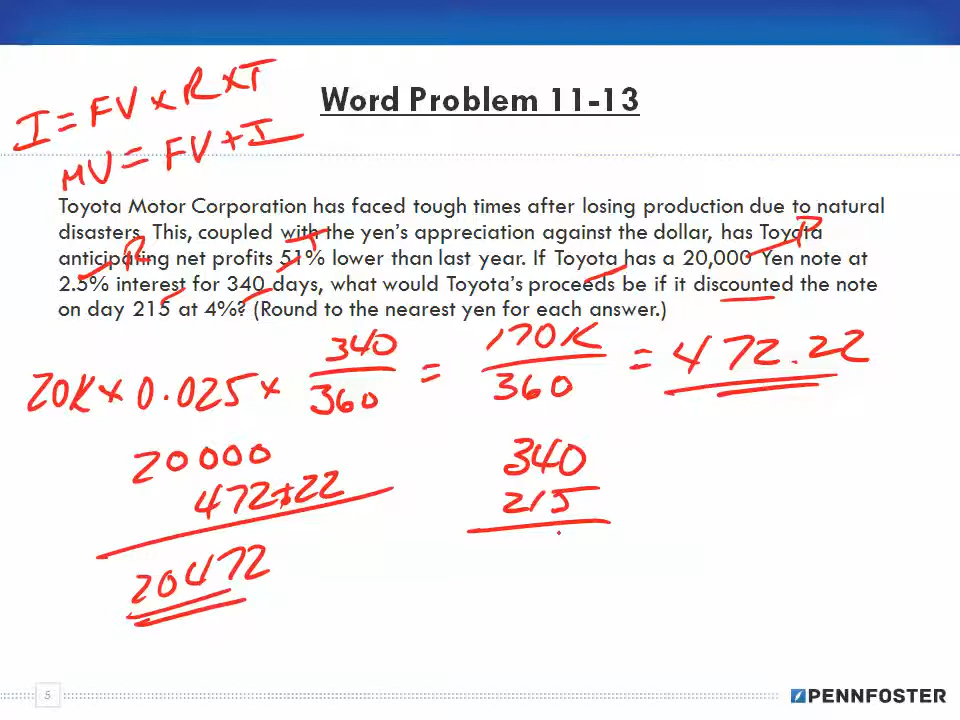 I = FV × R × T
MV = FV + I
Word Problem 11-13
Toyota Motor Corporation has faced tough times after losing production due to natural
disasters. This, coupled with the yen's appreciation against the dollar, has Toyota
anticipating net profits 51% lower than last year. If Toyota has a 20,000 Yen note at
2.5% interest for 340 days, what would Toyota's proceeds be if it discounted the note
on day 215 at 4%? (Round to the nearest yen for each answer.)
R T P
20K × 0.025 × 340/360 = 170K/360 = 472.22
20000
472.22
20472
340
215
5
PENNFOSTER